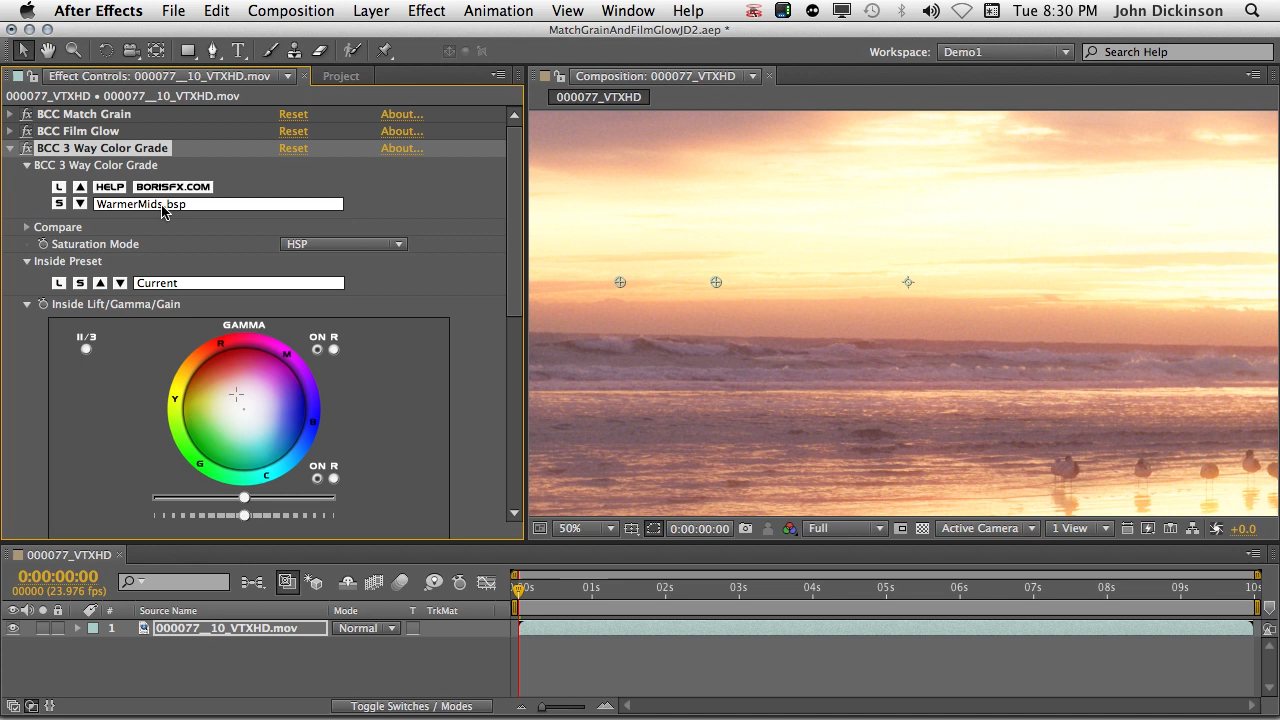 After Effects File Edit Composition Layer Effect Animation View Window Help Tue 8:30 PM John Dickinson
MatchGrainAndFilmGlowJD2.aep *
T Workspace: Demo1 Search Help
Effect Controls: 000077__10_VTXHD.mov Project
000077_VTXHD • 000077__10_VTXHD.mov
fx BCC Match Grain Reset About...
fx BCC Film Glow Reset About...
fx BCC 3 Way Color Grade Reset About...
BCC 3 Way Color Grade
L HELP BORISFX.COM
S WarmerMids.bsp
Compare
Saturation Mode HSP
Inside Preset
L S Current
Inside Lift/Gamma/Gain
GAMMA
II/3 ON R
R M
Y B
G C
ON R
Composition: 000077_VTXHD
000077_VTXHD
50% 0:00:00:00 Full Active Camera 1 View +0.0
000077_VTXHD
0:00:00:00
00000 (23.976 fps)
:00s 01s 02s 03s 04s 05s 06s 07s 08s 09s 10s
# Source Name Mode T TrkMat
1 000077__10_VTXHD.mov Normal
Toggle Switches / Modes